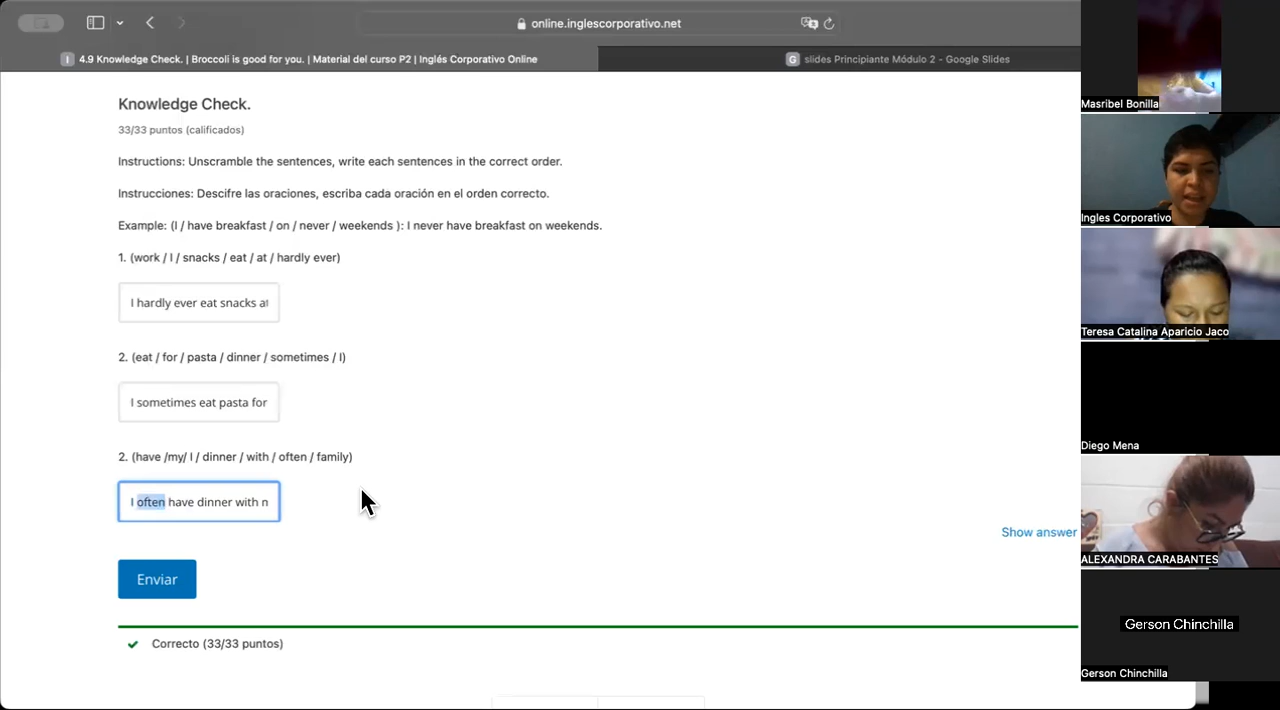 online.inglescorporativo.net
I 4.9 Knowledge Check. | Broccoli is good for you. | Material del curso P2 | Inglés Corporativo Online
G slides Principiante Módulo 2 - Google Slides
Knowledge Check.
33/33 puntos (calificados)
Instructions: Unscramble the sentences, write each sentences in the correct order.
Instrucciones: Descifre las oraciones, escriba cada oración en el orden correcto.
Example: (I / have breakfast / on / never / weekends ): I never have breakfast on weekends.
1. (work / I / snacks / eat / at / hardly ever)
I hardly ever eat snacks at
2. (eat / for / pasta / dinner / sometimes / I)
I sometimes eat pasta for
2. (have /my/ I / dinner / with / often / family)
I often have dinner with
Show answer
Enviar
Correcto (33/33 puntos)
Masribel Bonilla
Ingles Corporativo
Teresa Catalina Aparicio Jaco
Diego Mena
ALEXANDRA CARABANTES
Gerson Chinchilla
Gerson Chinchilla